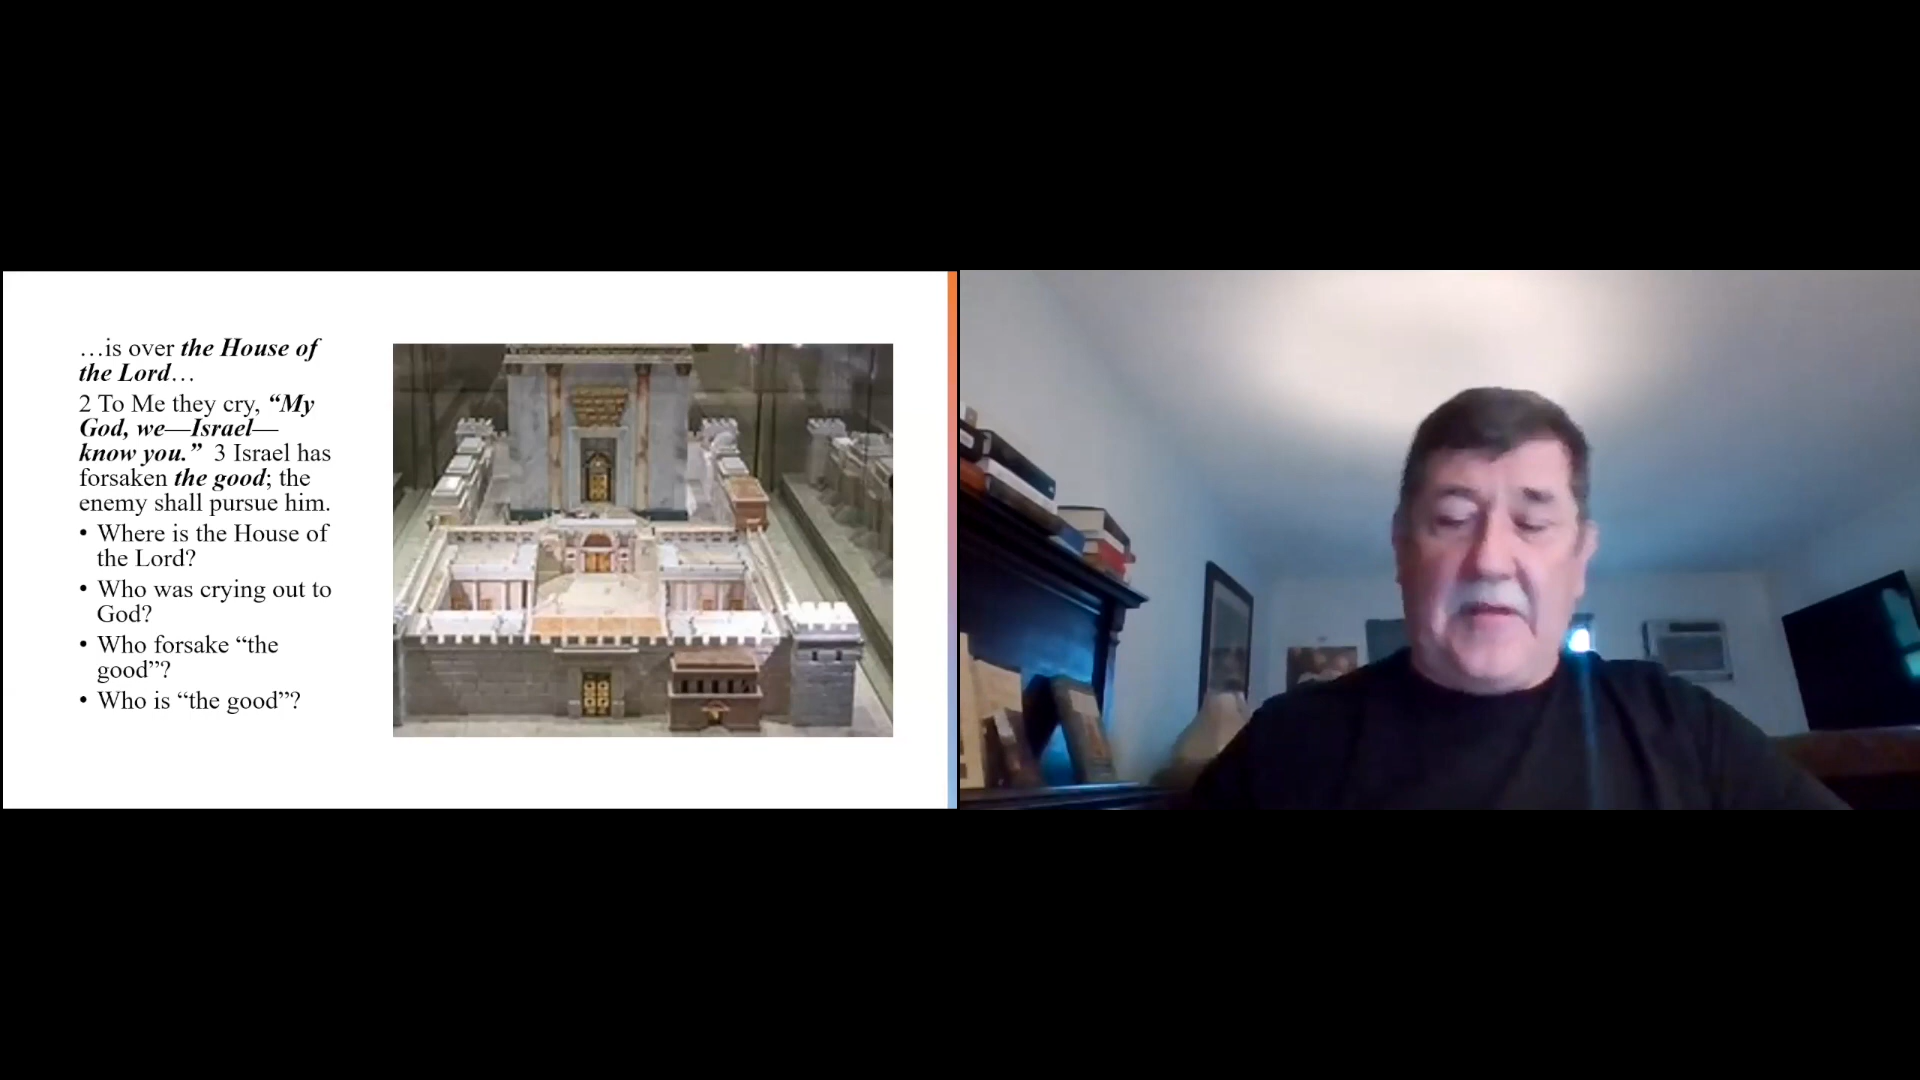 …is over the House of
the Lord…
2 To Me they cry, “My
God, we—Israel—
know you.”  3 Israel has
forsaken the good; the
enemy shall pursue him.
• Where is the House of
the Lord?
• Who was crying out to
God?
• Who forsake “the
good”?
• Who is “the good”?